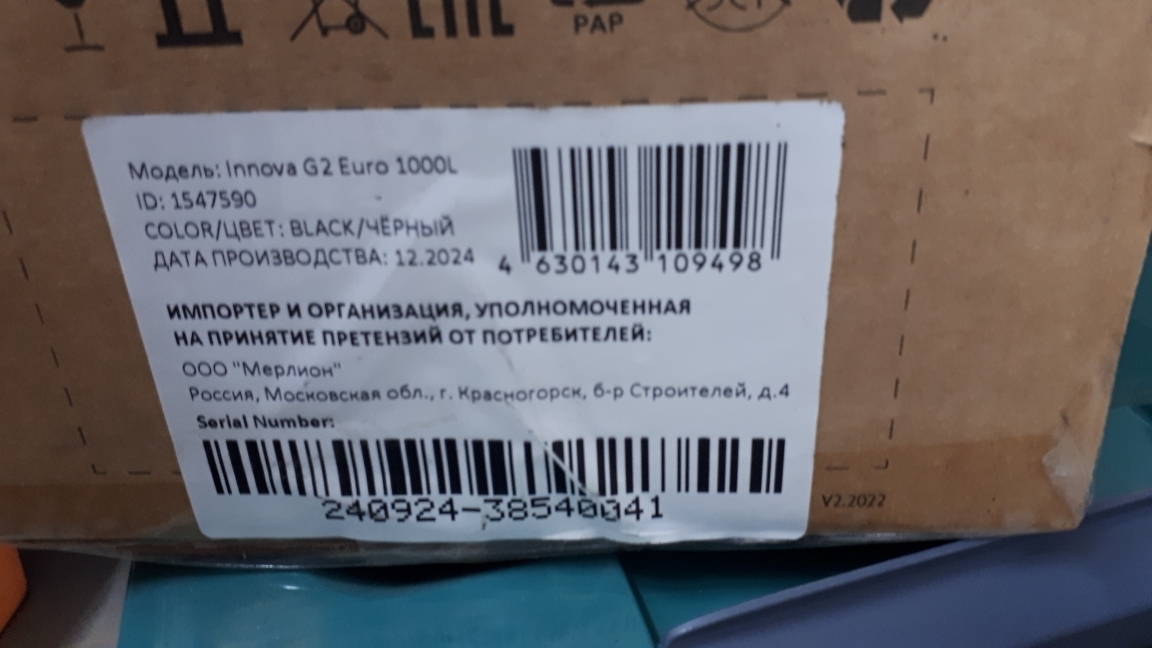 PAP
Модель: Innova G2 Euro 1000L
ID: 1547590
COLOR/ЦВЕТ: BLACK/ЧЁРНЫЙ
ДАТА ПРОИЗВОДСТВА: 12.2024
4 630143 109498
ИМПОРТЕР И ОРГАНИЗАЦИЯ, УПОЛНОМОЧЕННАЯ
НА ПРИНЯТИЕ ПРЕТЕНЗИЙ ОТ ПОТРЕБИТЕЛЕЙ:
ООО "Мерлион"
Россия, Московская обл., г. Красногорск, б-р Строителей, д.4
Serial Number:
240924-38540041
V2.2022